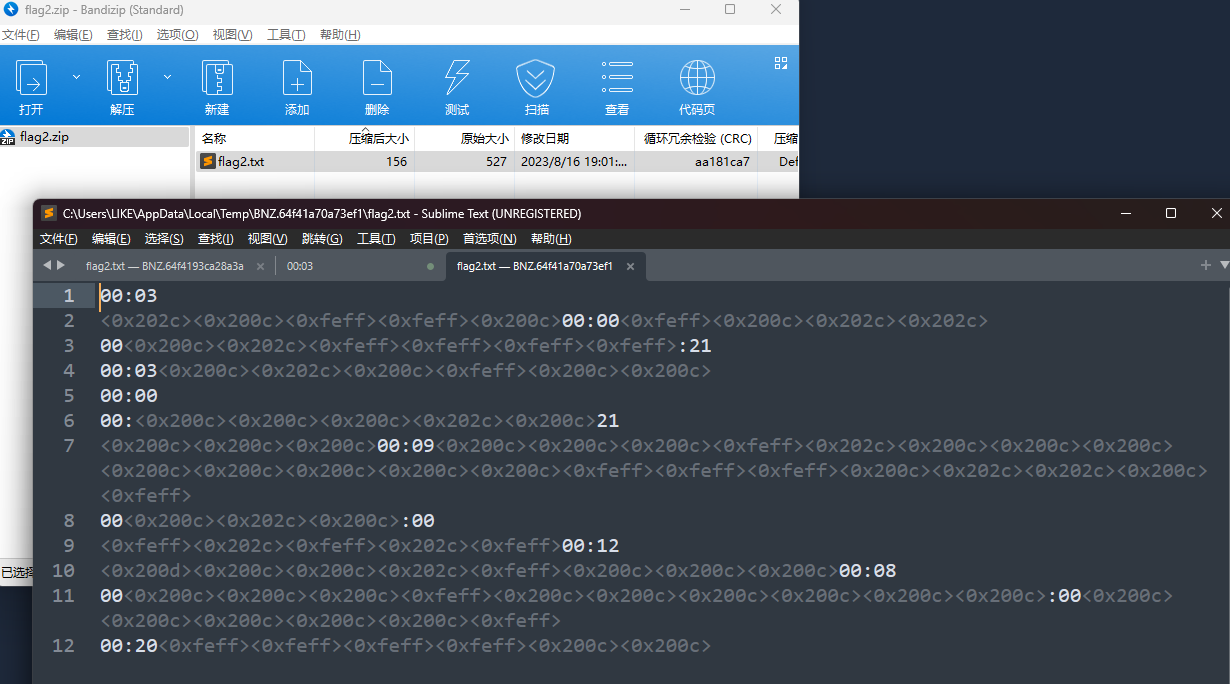 flag2.zip - Bandizip (Standard)
文件(F) 编辑(E) 查找(I) 选项(O) 视图(V) 工具(T) 帮助(H)
打开 解压 新建 添加 删除 测试 扫描 查看 代码页
flag2.zip
名称 压缩后大小 原始大小 修改日期 循环冗余检验 (CRC) 压缩
flag2.txt 156 527 2023/8/16 19:01:... aa181ca7 Def
已选择
C:\Users\LIKE\AppData\Local\Temp\BNZ.64f41a70a73ef1\flag2.txt - Sublime Text (UNREGISTERED)
文件(F) 编辑(E) 选择(S) 查找(I) 视图(V) 跳转(G) 工具(T) 项目(P) 首选项(N) 帮助(H)
flag2.txt — BNZ.64f4193ca28a3a 00:03 flag2.txt — BNZ.64f41a70a73ef1
1 00:03
2 <0x202c><0x200c><0xfeff><0xfeff><0x200c>00:00<0xfeff><0x200c><0x202c><0x202c>
3 00<0x200c><0x202c><0xfeff><0xfeff><0xfeff><0xfeff>:21
4 00:03<0x200c><0x202c><0x200c><0xfeff><0x200c><0x200c>
5 00:00
6 00:<0x200c><0x200c><0x200c><0x202c><0x200c>21
7 <0x200c><0x200c><0x200c>00:09<0x200c><0x200c><0x200c><0xfeff><0x202c><0x200c><0x200c><0x200c>
<0x200c><0x200c><0x200c><0x200c><0x200c><0xfeff><0xfeff><0xfeff><0x200c><0x202c><0x202c><0x200c>
<0xfeff>
8 00<0x200c><0x202c><0x200c>:00
9 <0xfeff><0x202c><0xfeff><0x202c><0xfeff>00:12
10 <0x200d><0x200c><0x200c><0x202c><0xfeff><0x200c><0x200c><0x200c>00:08
11 00<0x200c><0x200c><0x200c><0xfeff><0x200c><0x200c><0x200c><0x200c><0x200c><0x200c>:00<0x200c>
<0x200c><0x200c><0x200c><0x200c><0xfeff>
12 00:20<0xfeff><0xfeff><0xfeff><0xfeff><0x200c><0x200c>